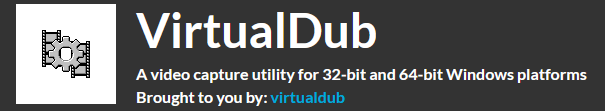 VirtualDub
A video capture utility for 32-bit and 64-bit Windows platforms
Brought to you by: virtualdub